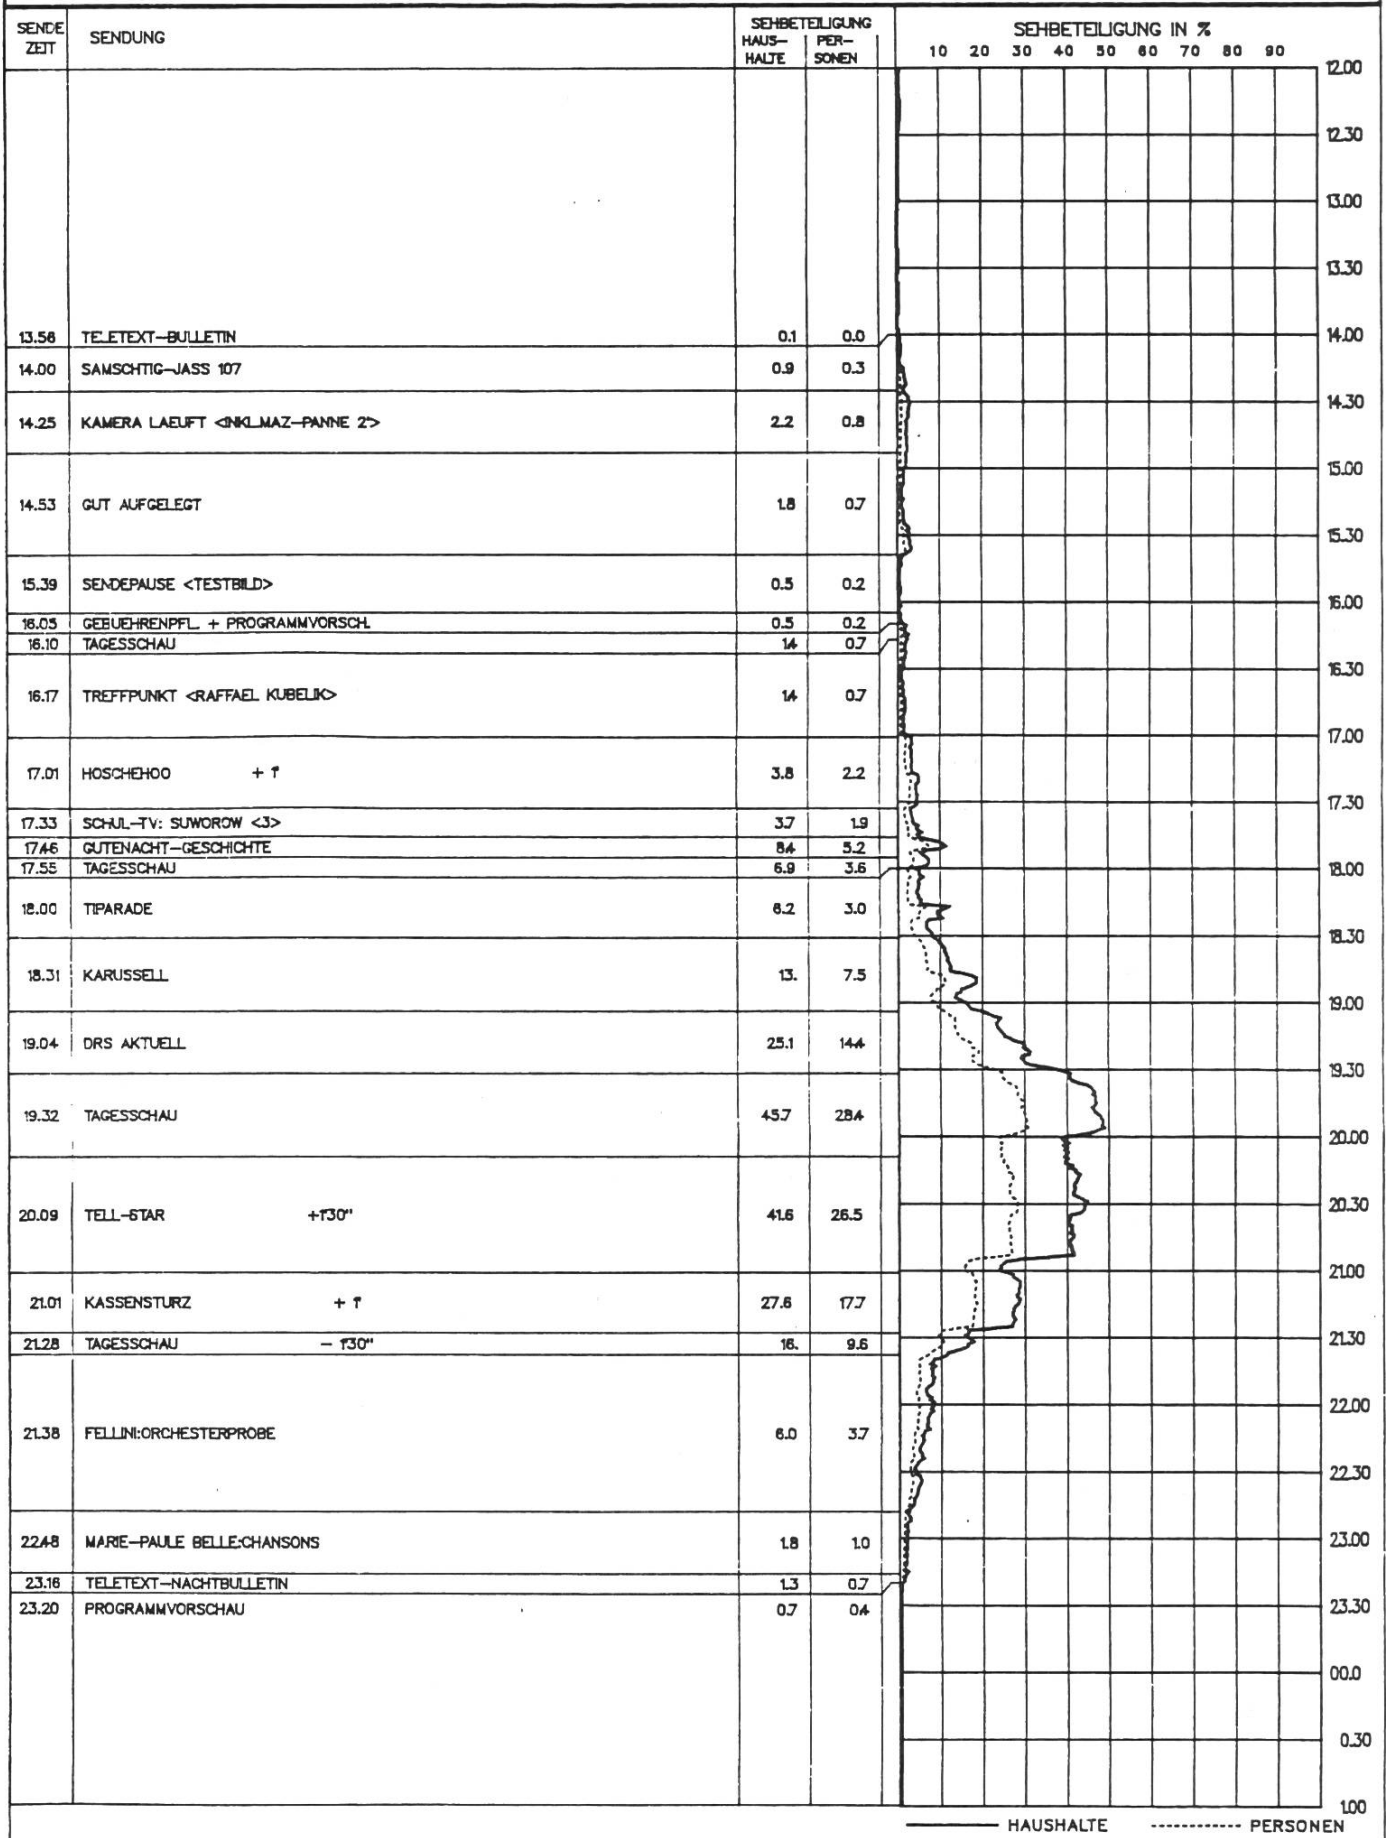 SENDE ZEIT SENDUNG SEHBETEILIGUNG HAUS-HALTE PER-SONEN SEHBETEILIGUNG IN %
10 20 30 40 50 60 70 80 90
12.00
12.30
13.00
13.30
13.56 TELETEXT-BULLETIN 0.1 0.0 14.00
14.00 SAMSCHTIG-JASS 107 0.9 0.3
14.30
14.25 KAMERA LAEUFT <INKL.MAZ-PANNE 2'> 2.2 0.8
15.00
14.53 GUT AUFGELEGT 1.8 0.7
15.30
15.39 SENDEPAUSE <TESTBILD> 0.5 0.2
16.00
16.05 GEBUEHRENPFL. + PROGRAMMVORSCH. 0.5 0.2
16.10 TAGESSCHAU 1.4 0.7
16.30
16.17 TREFFPUNKT <RAFFAEL KUBELIK> 1.4 0.7
17.00
17.01 HOSCHEHOO + 1' 3.8 2.2
17.30
17.33 SCHUL-TV: SUWOROW <3> 3.7 1.9
17.46 GUTENACHT-GESCHICHTE 8.4 5.2
17.55 TAGESSCHAU 6.9 3.6 18.00
18.00 TIPARADE 6.2 3.0
18.30
18.31 KARUSSELL 13. 7.5
19.00
19.04 DRS AKTUELL 25.1 14.4
19.30
19.32 TAGESSCHAU 45.7 28.4
20.00
20.09 TELL-STAR +1'30" 41.6 26.5 20.30
21.00
21.01 KASSENSTURZ + 1' 27.6 17.7
21.28 TAGESSCHAU - 1'30" 16. 9.6 21.30
22.00
21.38 FELLINI:ORCHESTERPROBE 6.0 3.7
22.30
22.48 MARIE-PAULE BELLE:CHANSONS 1.8 1.0 23.00
23.16 TELETEXT-NACHTBULLETIN 1.3 0.7
23.20 PROGRAMMVORSCHAU 0.7 0.4 23.30
00.0
0.30
1.00
HAUSHALTE PERSONEN